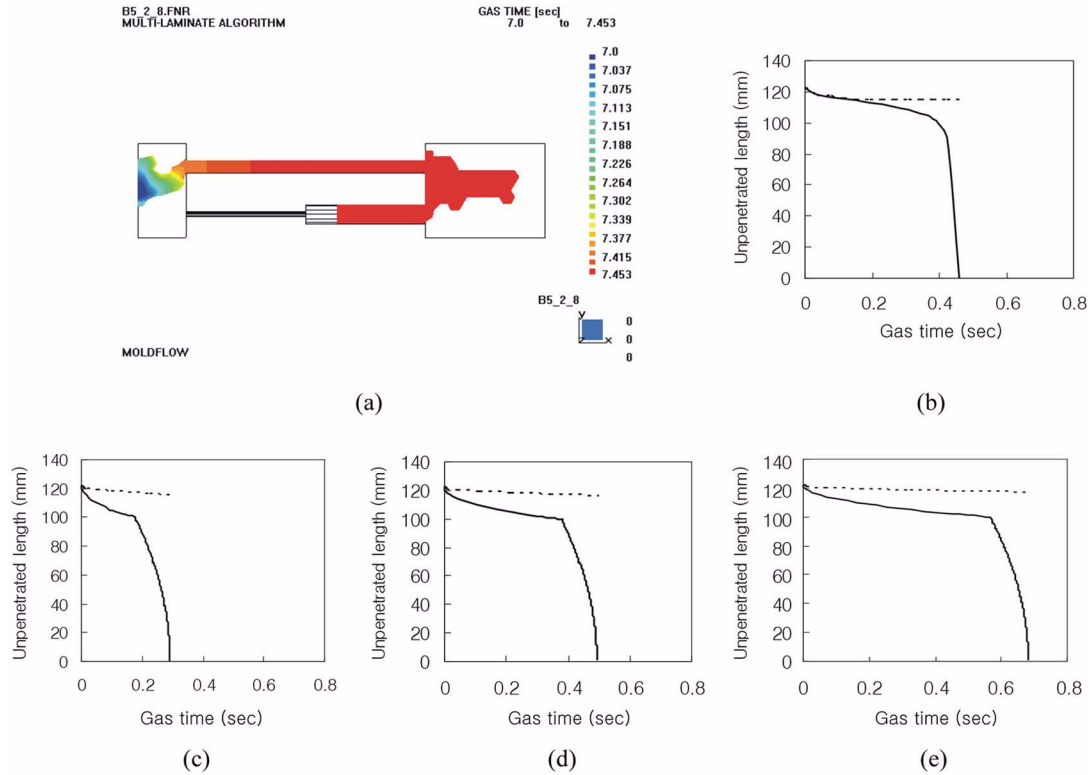 B5_2_8.FNR
MULTI-LAMINATE ALGORITHM
GAS TIME [sec]
7.0 to 7.453
7.0
7.037
7.075
7.113
7.151
7.188
7.226
7.264
7.302
7.339
7.377
7.415
7.453
B5_2_8
y
z x
0
0
0
MOLDFLOW
(a)
Unpenetrated length (mm)
140
120
100
80
60
40
20
0
0 0.2 0.4 0.6 0.8
Gas time (sec)
(b)
Unpenetrated length (mm)
140
120
100
80
60
40
20
0
0 0.2 0.4 0.6 0.8
Gas time (sec)
(c)
Unpenetrated length (mm)
140
120
100
80
60
40
20
0
0 0.2 0.4 0.6 0.8
Gas time (sec)
(d)
Unpenetrated length (mm)
140
120
100
80
60
40
20
0
0 0.2 0.4 0.6 0.8
Gas time (sec)
(e)